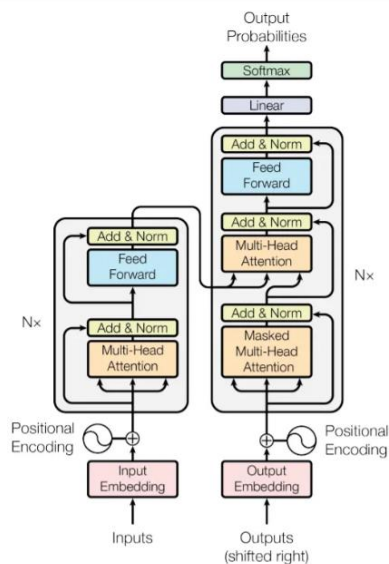 Output
Probabilities
Softmax
Linear
Add & Norm
Feed
Forward
Add & Norm
Multi-Head
Attention
Nx
Add & Norm
Masked
Multi-Head
Attention
Add & Norm
Feed
Forward
Nx
Add & Norm
Multi-Head
Attention
Positional
Encoding
Positional
Encoding
Input
Embedding
Output
Embedding
Inputs
Outputs
(shifted right)